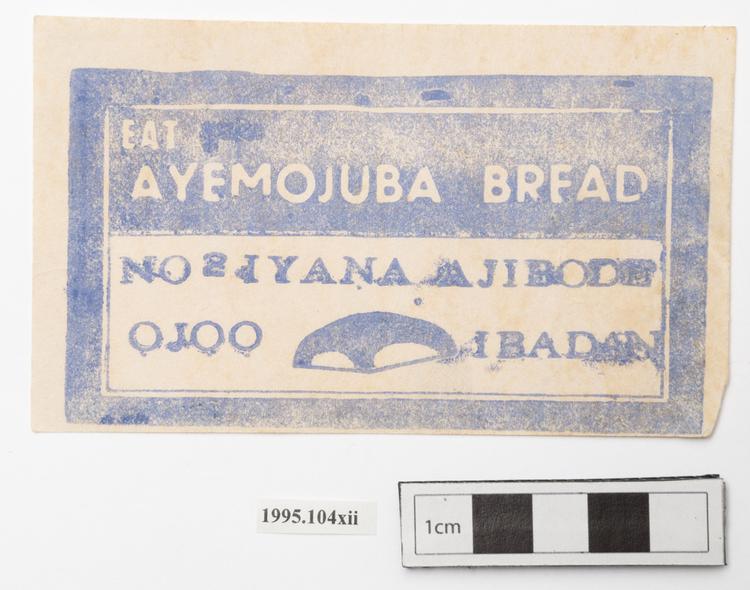 EAT
AYEMOJUBA BREAD
NO 2 IYANA AJIBODE
OJOO IBADAN
1995.104xii
1cm